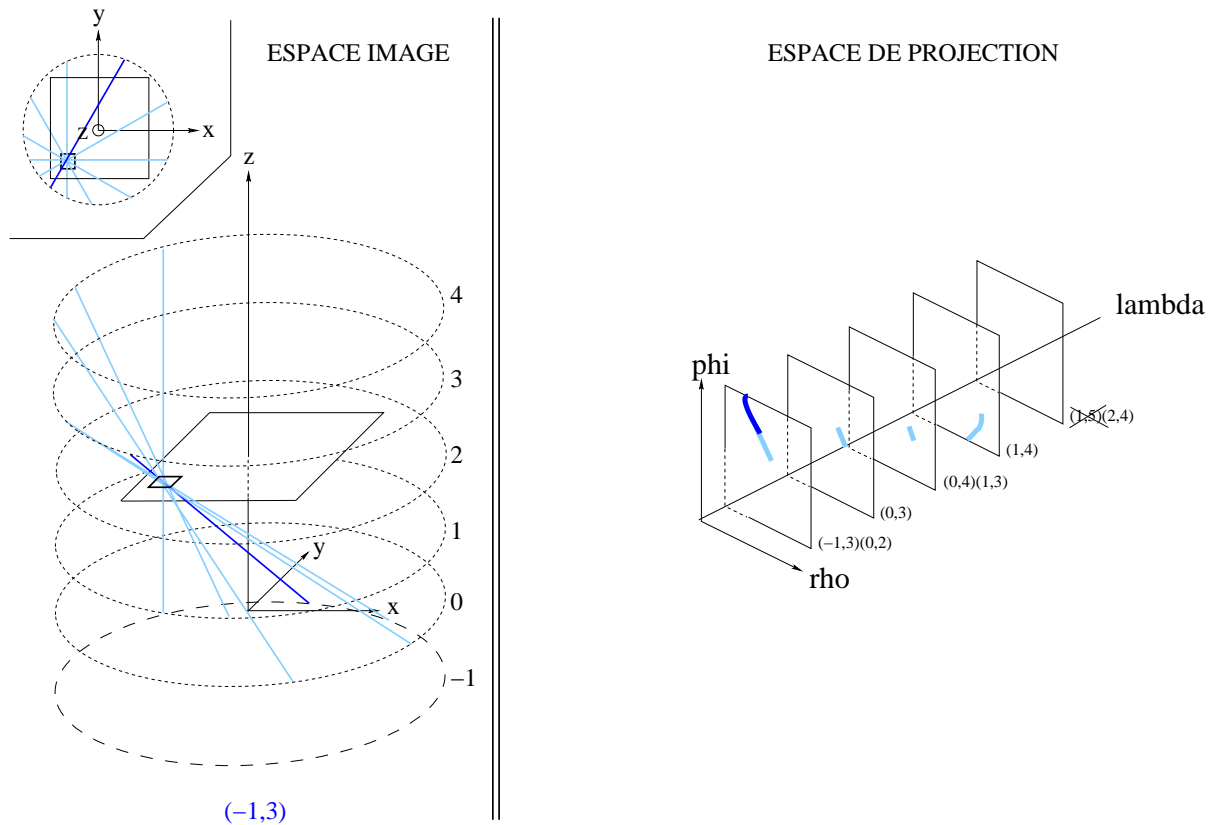 y
ESPACE IMAGE
ESPACE DE PROJECTION
z
x
z
4
3
2
1
y
0
x
−1
(−1,3)
lambda
phi
(1,5)(2,4)
(1,4)
(0,4)(1,3)
(0,3)
(−1,3)(0,2)
rho